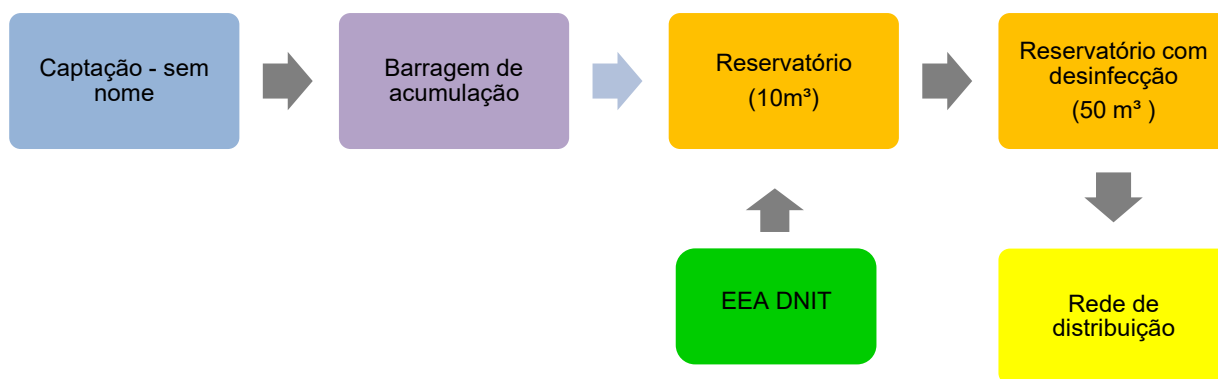 Captação - sem
nome
Barragem de
acumulação
Reservatório
(10m³)
Reservatório com
desinfecção
(50 m³ )
EEA DNIT
Rede de
distribuição